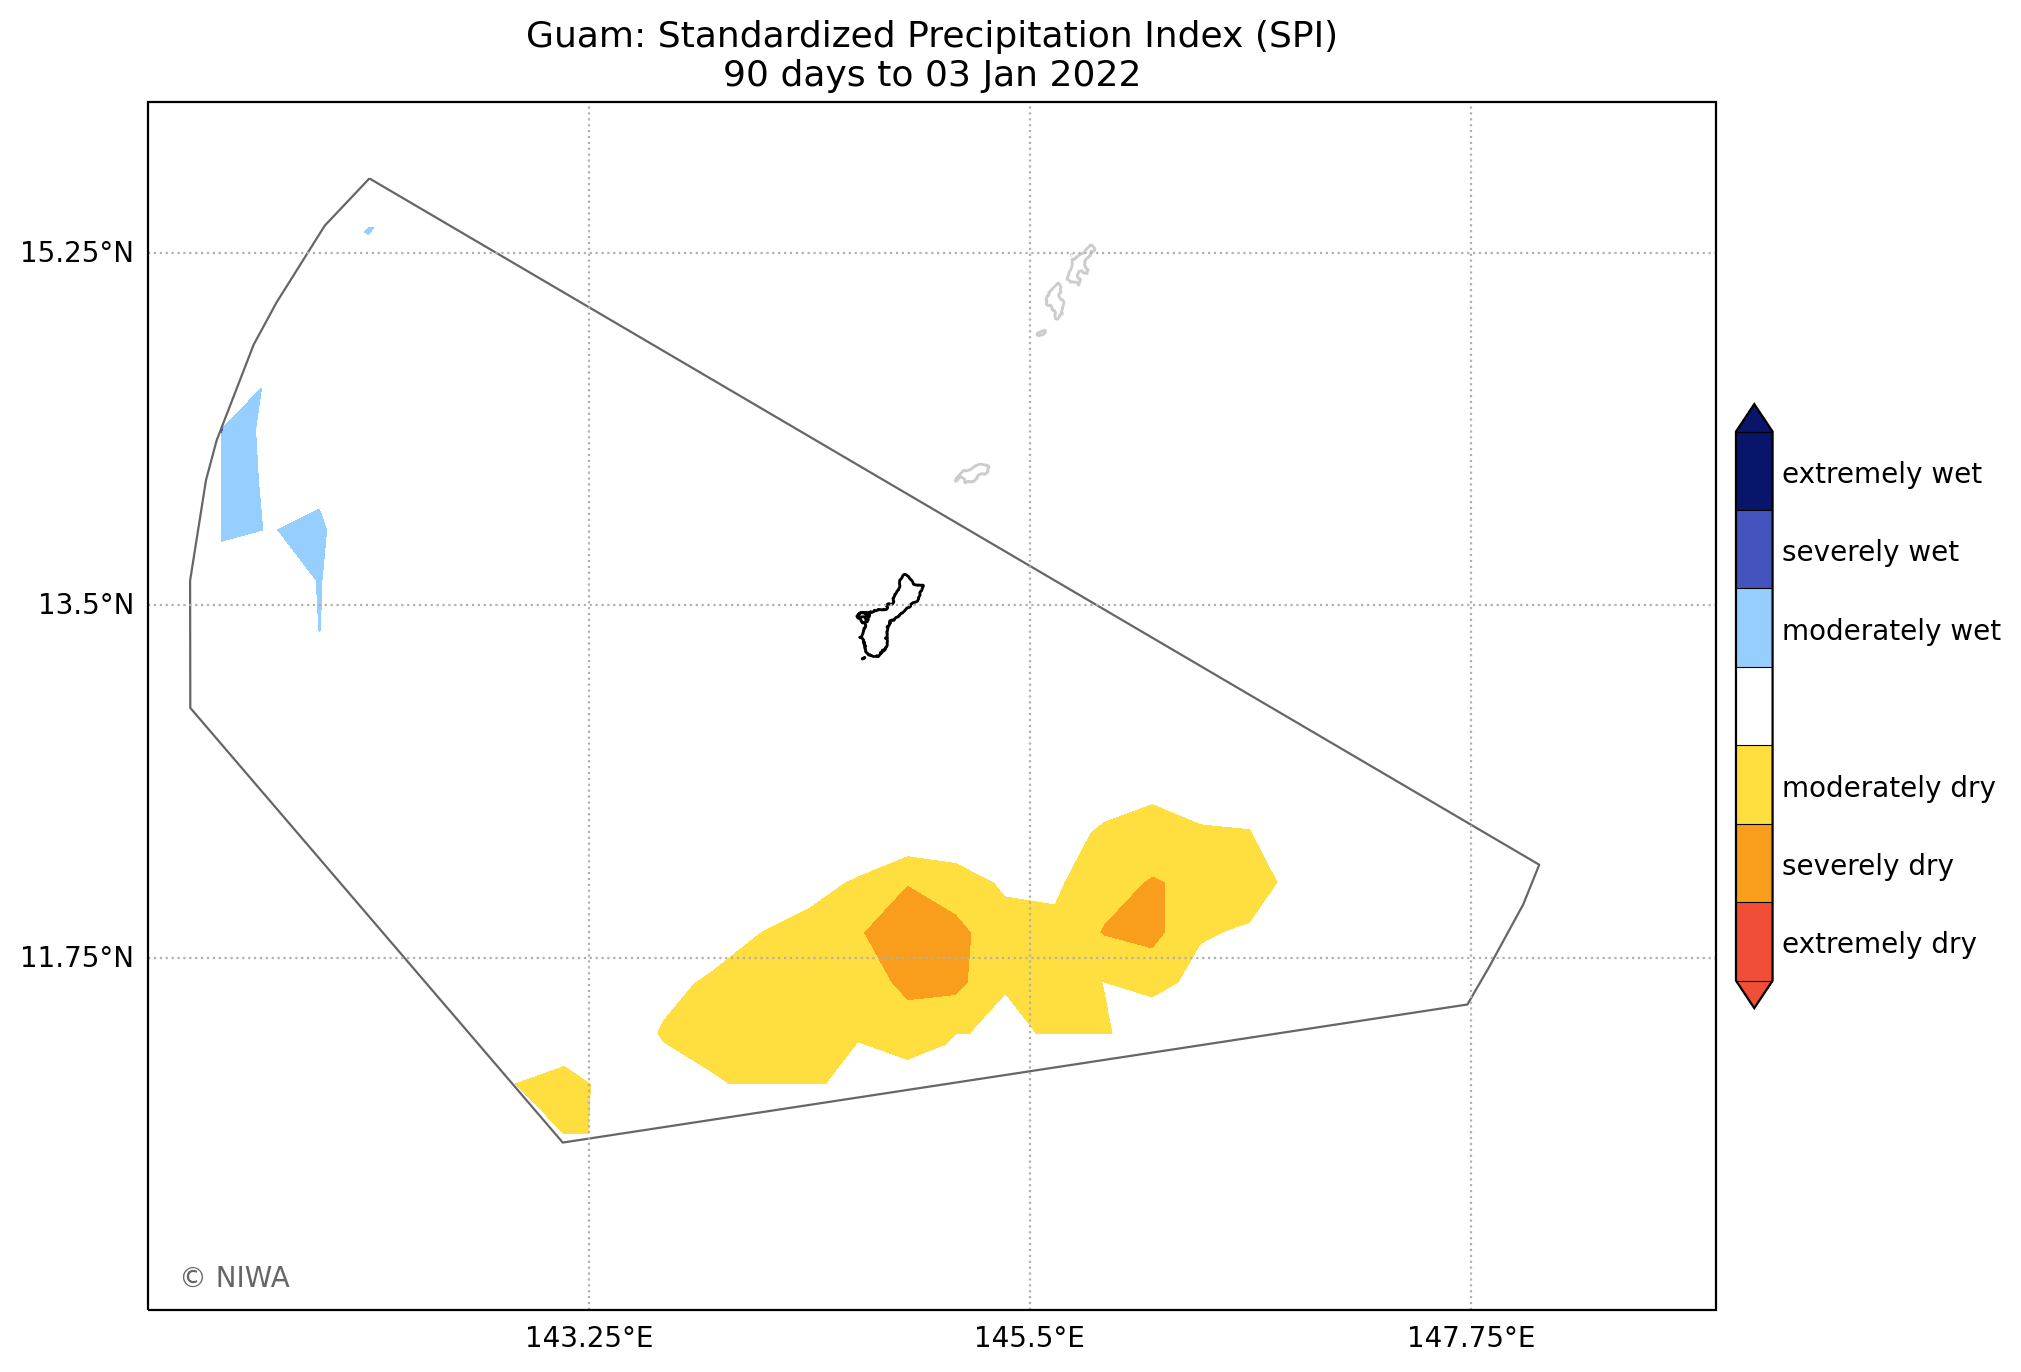 Guam: Standardized Precipitation Index (SPI)
90 days to 03 Jan 2022
15.25°N
13.5°N
11.75°N
143.25°E
145.5°E
147.75°E
extremely wet
severely wet
moderately wet
moderately dry
severely dry
extremely dry
© NIWA